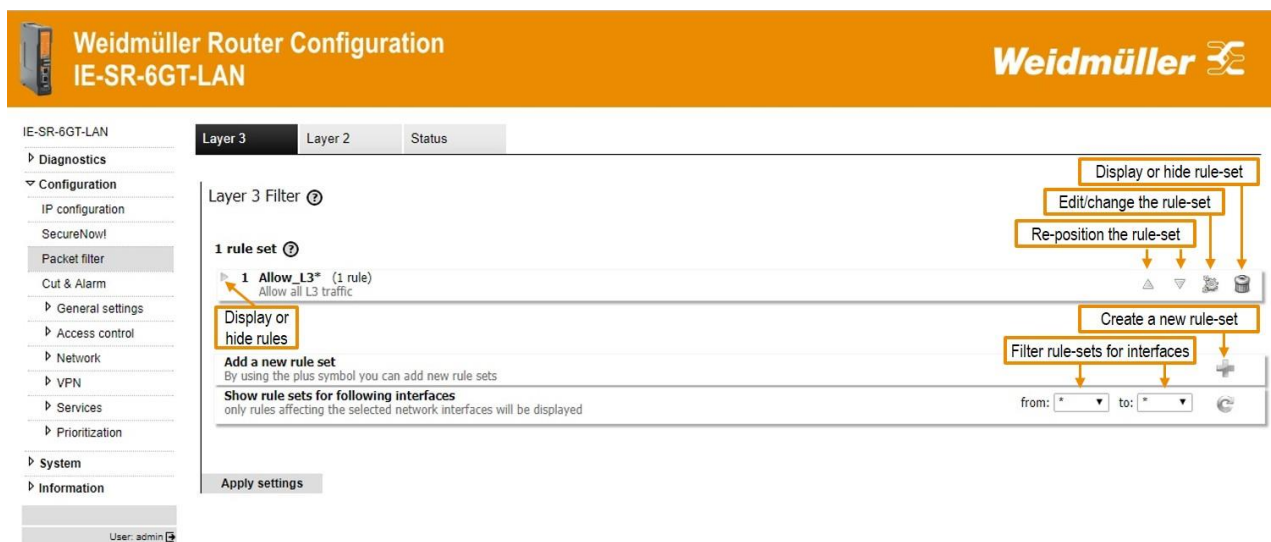 Weidmüller Router Configuration
IE-SR-6GT-LAN
Weidmüller
IE-SR-6GT-LAN
Diagnostics
Configuration
IP configuration
SecureNow!
Packet filter
Cut & Alarm
General settings
Access control
Network
VPN
Services
Prioritization
System
Information
User: admin
Layer 3 Layer 2 Status
Layer 3 Filter ?
1 rule set ?
1 Allow_L3* (1 rule)
Allow all L3 traffic
Display or
hide rules
Display or hide rule-set
Edit/change the rule-set
Re-position the rule-set
Create a new rule-set
Filter rule-sets for interfaces
Add a new rule set
By using the plus symbol you can add new rule sets
Show rule sets for following interfaces
only rules affecting the selected network interfaces will be displayed
from: * to: *
Apply settings